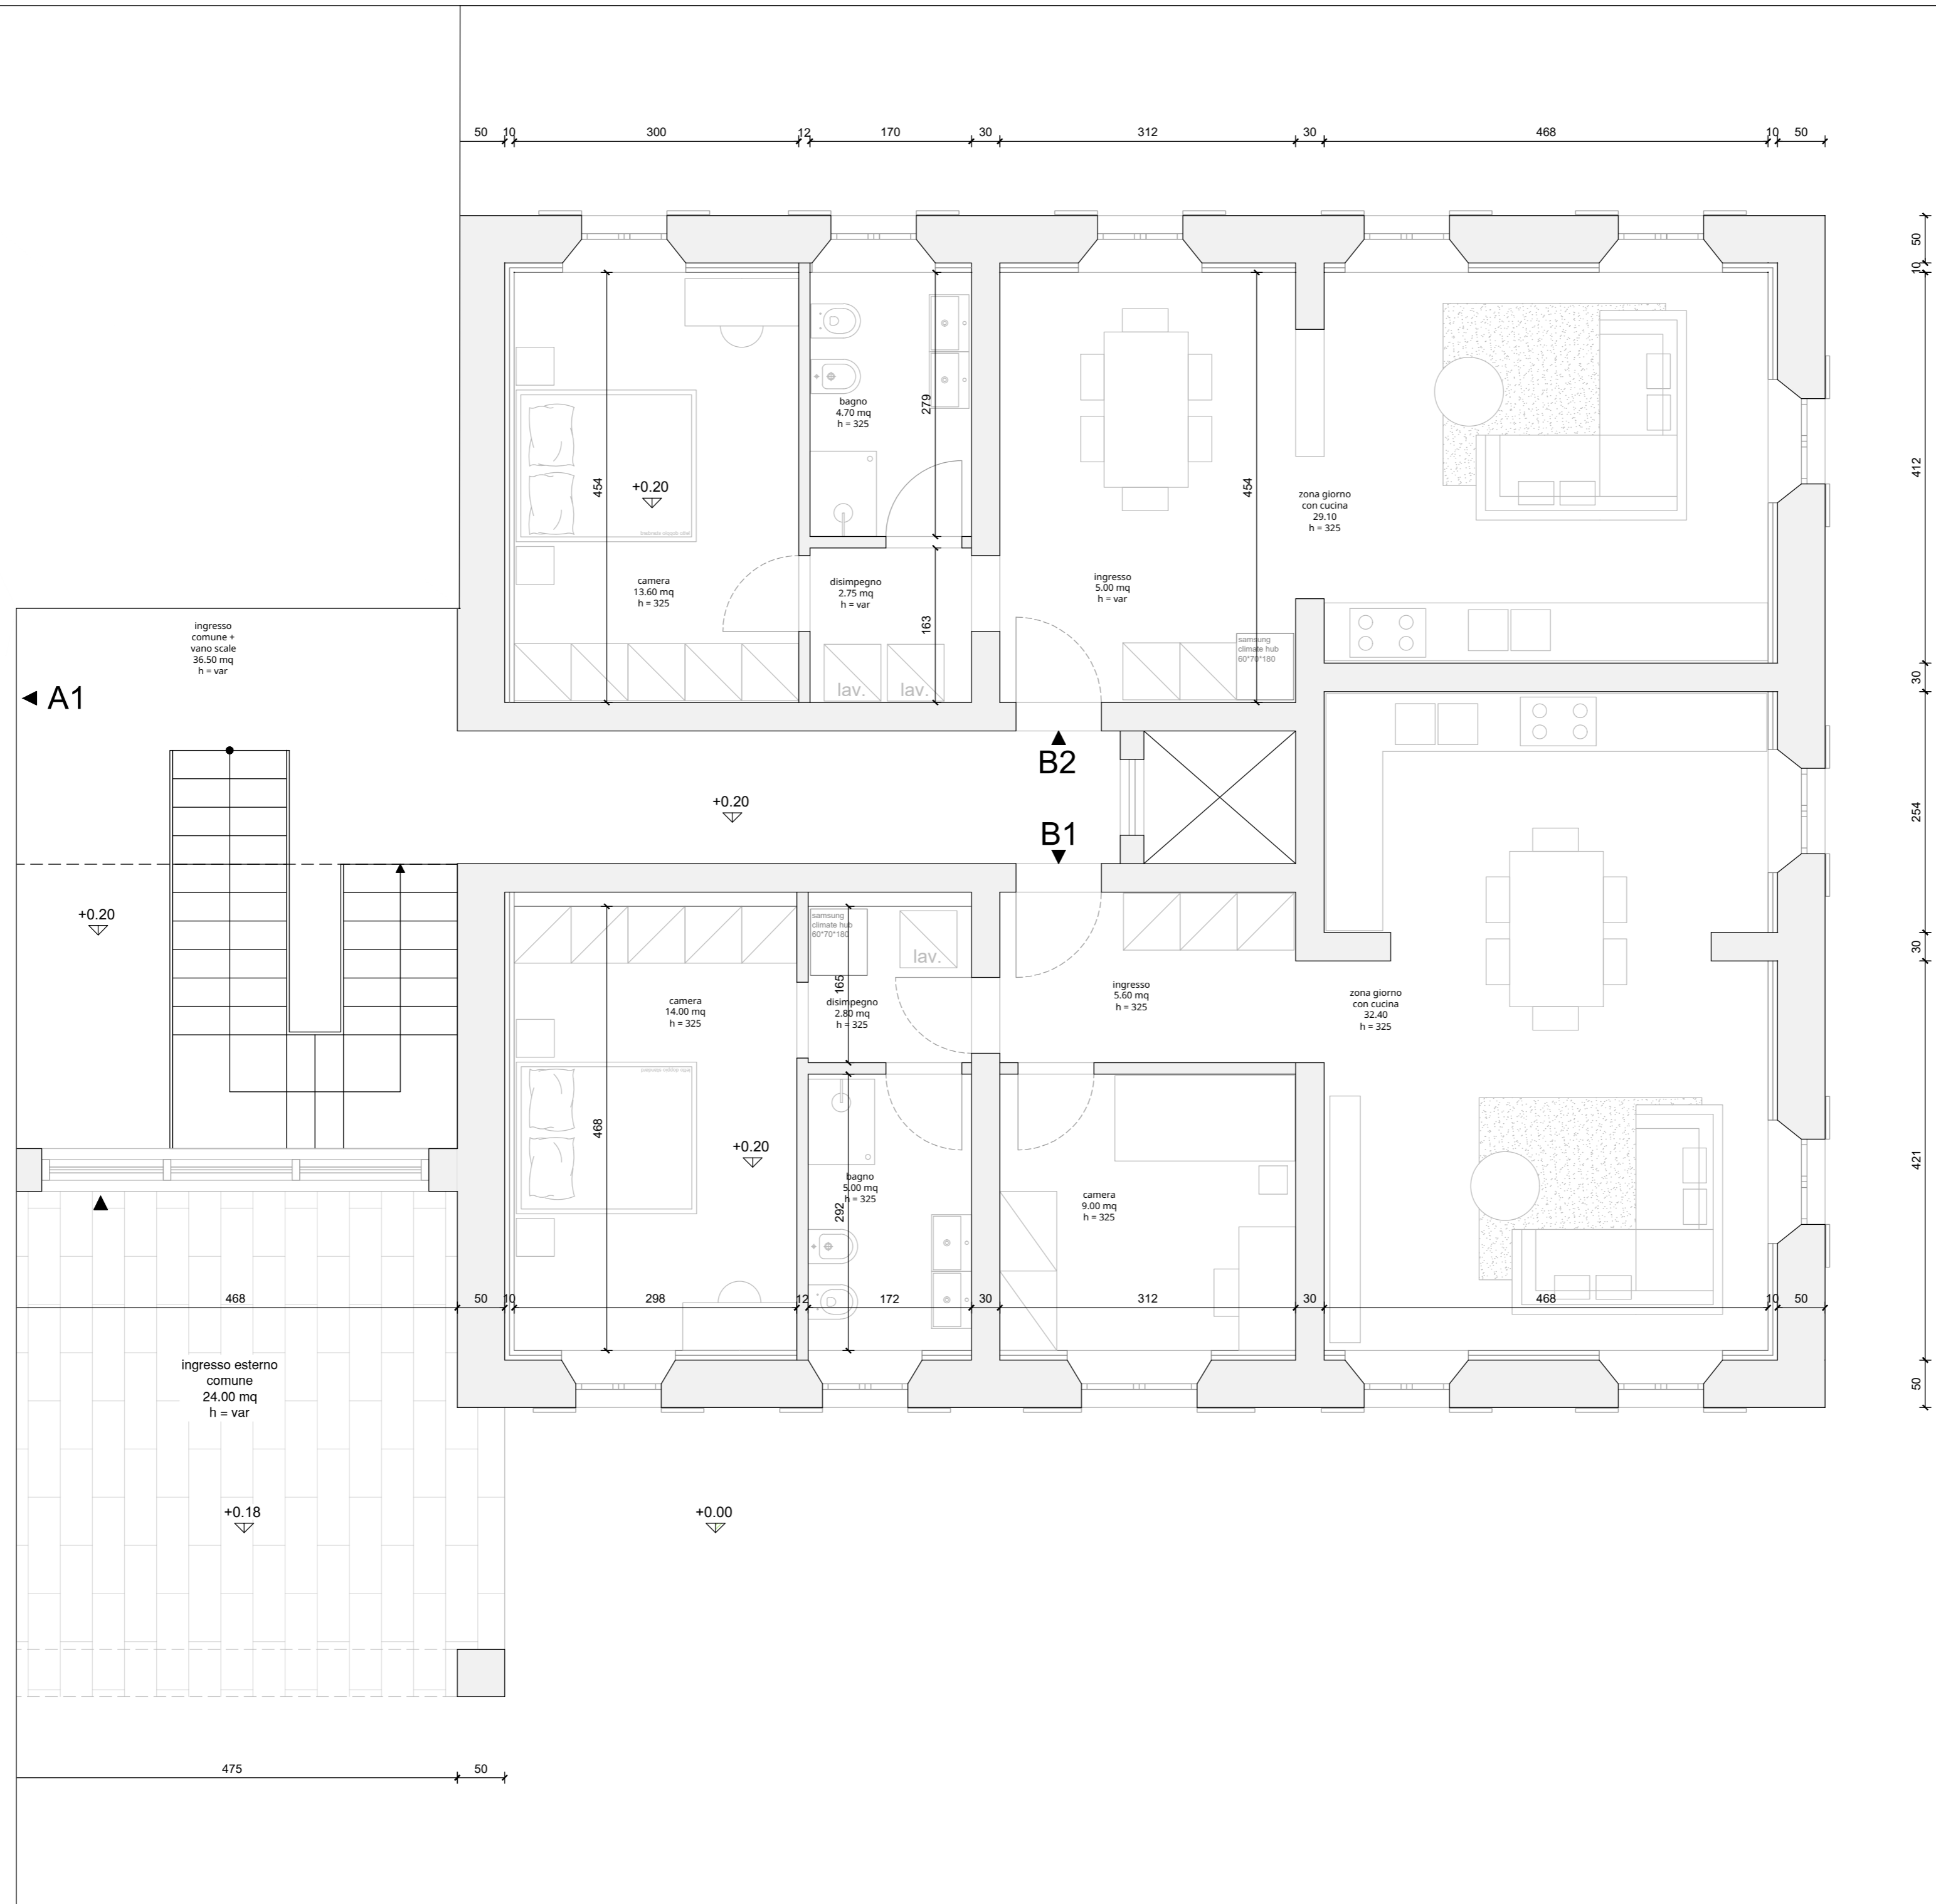 50 10 300 12 170 30 312 30 468 10 50
50
10
412
30
254
30
421
50
bagno
4.70 mq
h = 325
279
454
+0.20
454
zona giorno
con cucina
29.10
h = 325
camera
13.60 mq
h = 325
disimpegno
2.75 mq
h = var
163
ingresso
5.00 mq
h = var
samsung
climate hub
60*70*180
lav.
lav.
ingresso
comune +
vano scale
36.50 mq
h = var
A1
B2
+0.20
B1
+0.20
samsung
climate hub
60*70*180
lav.
165
camera
14.00 mq
h = 325
disimpegno
2.80 mq
h = 325
ingresso
5.60 mq
h = 325
zona giorno
con cucina
32.40
h = 325
468
+0.20
bagno
5.00 mq
h = 325
292
camera
9.00 mq
h = 325
468 50 10 298 12 172 30 312 30 468 10 50
ingresso esterno
comune
24.00 mq
h = var
+0.18
+0.00
475 50